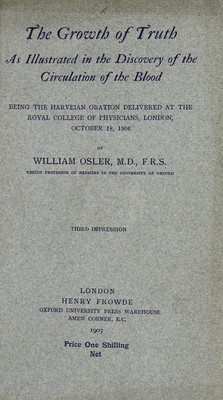 The Growth of Truth
As Illustrated in the Discovery of the
Circulation of the Blood
BEING THE HARVEIAN ORATION DELIVERED AT THE
ROYAL COLLEGE OF PHYSICIANS, LONDON,
OCTOBER 18, 1906
BY
WILLIAM OSLER, M.D., F.R.S.
REGIUS PROFESSOR OF MEDICINE IN THE UNIVERSITY OF OXFORD
THIRD IMPRESSION
LONDON
HENRY FROWDE
OXFORD UNIVERSITY PRESS WAREHOUSE
AMEN CORNER, E.C.
1907
Price One Shilling
Net